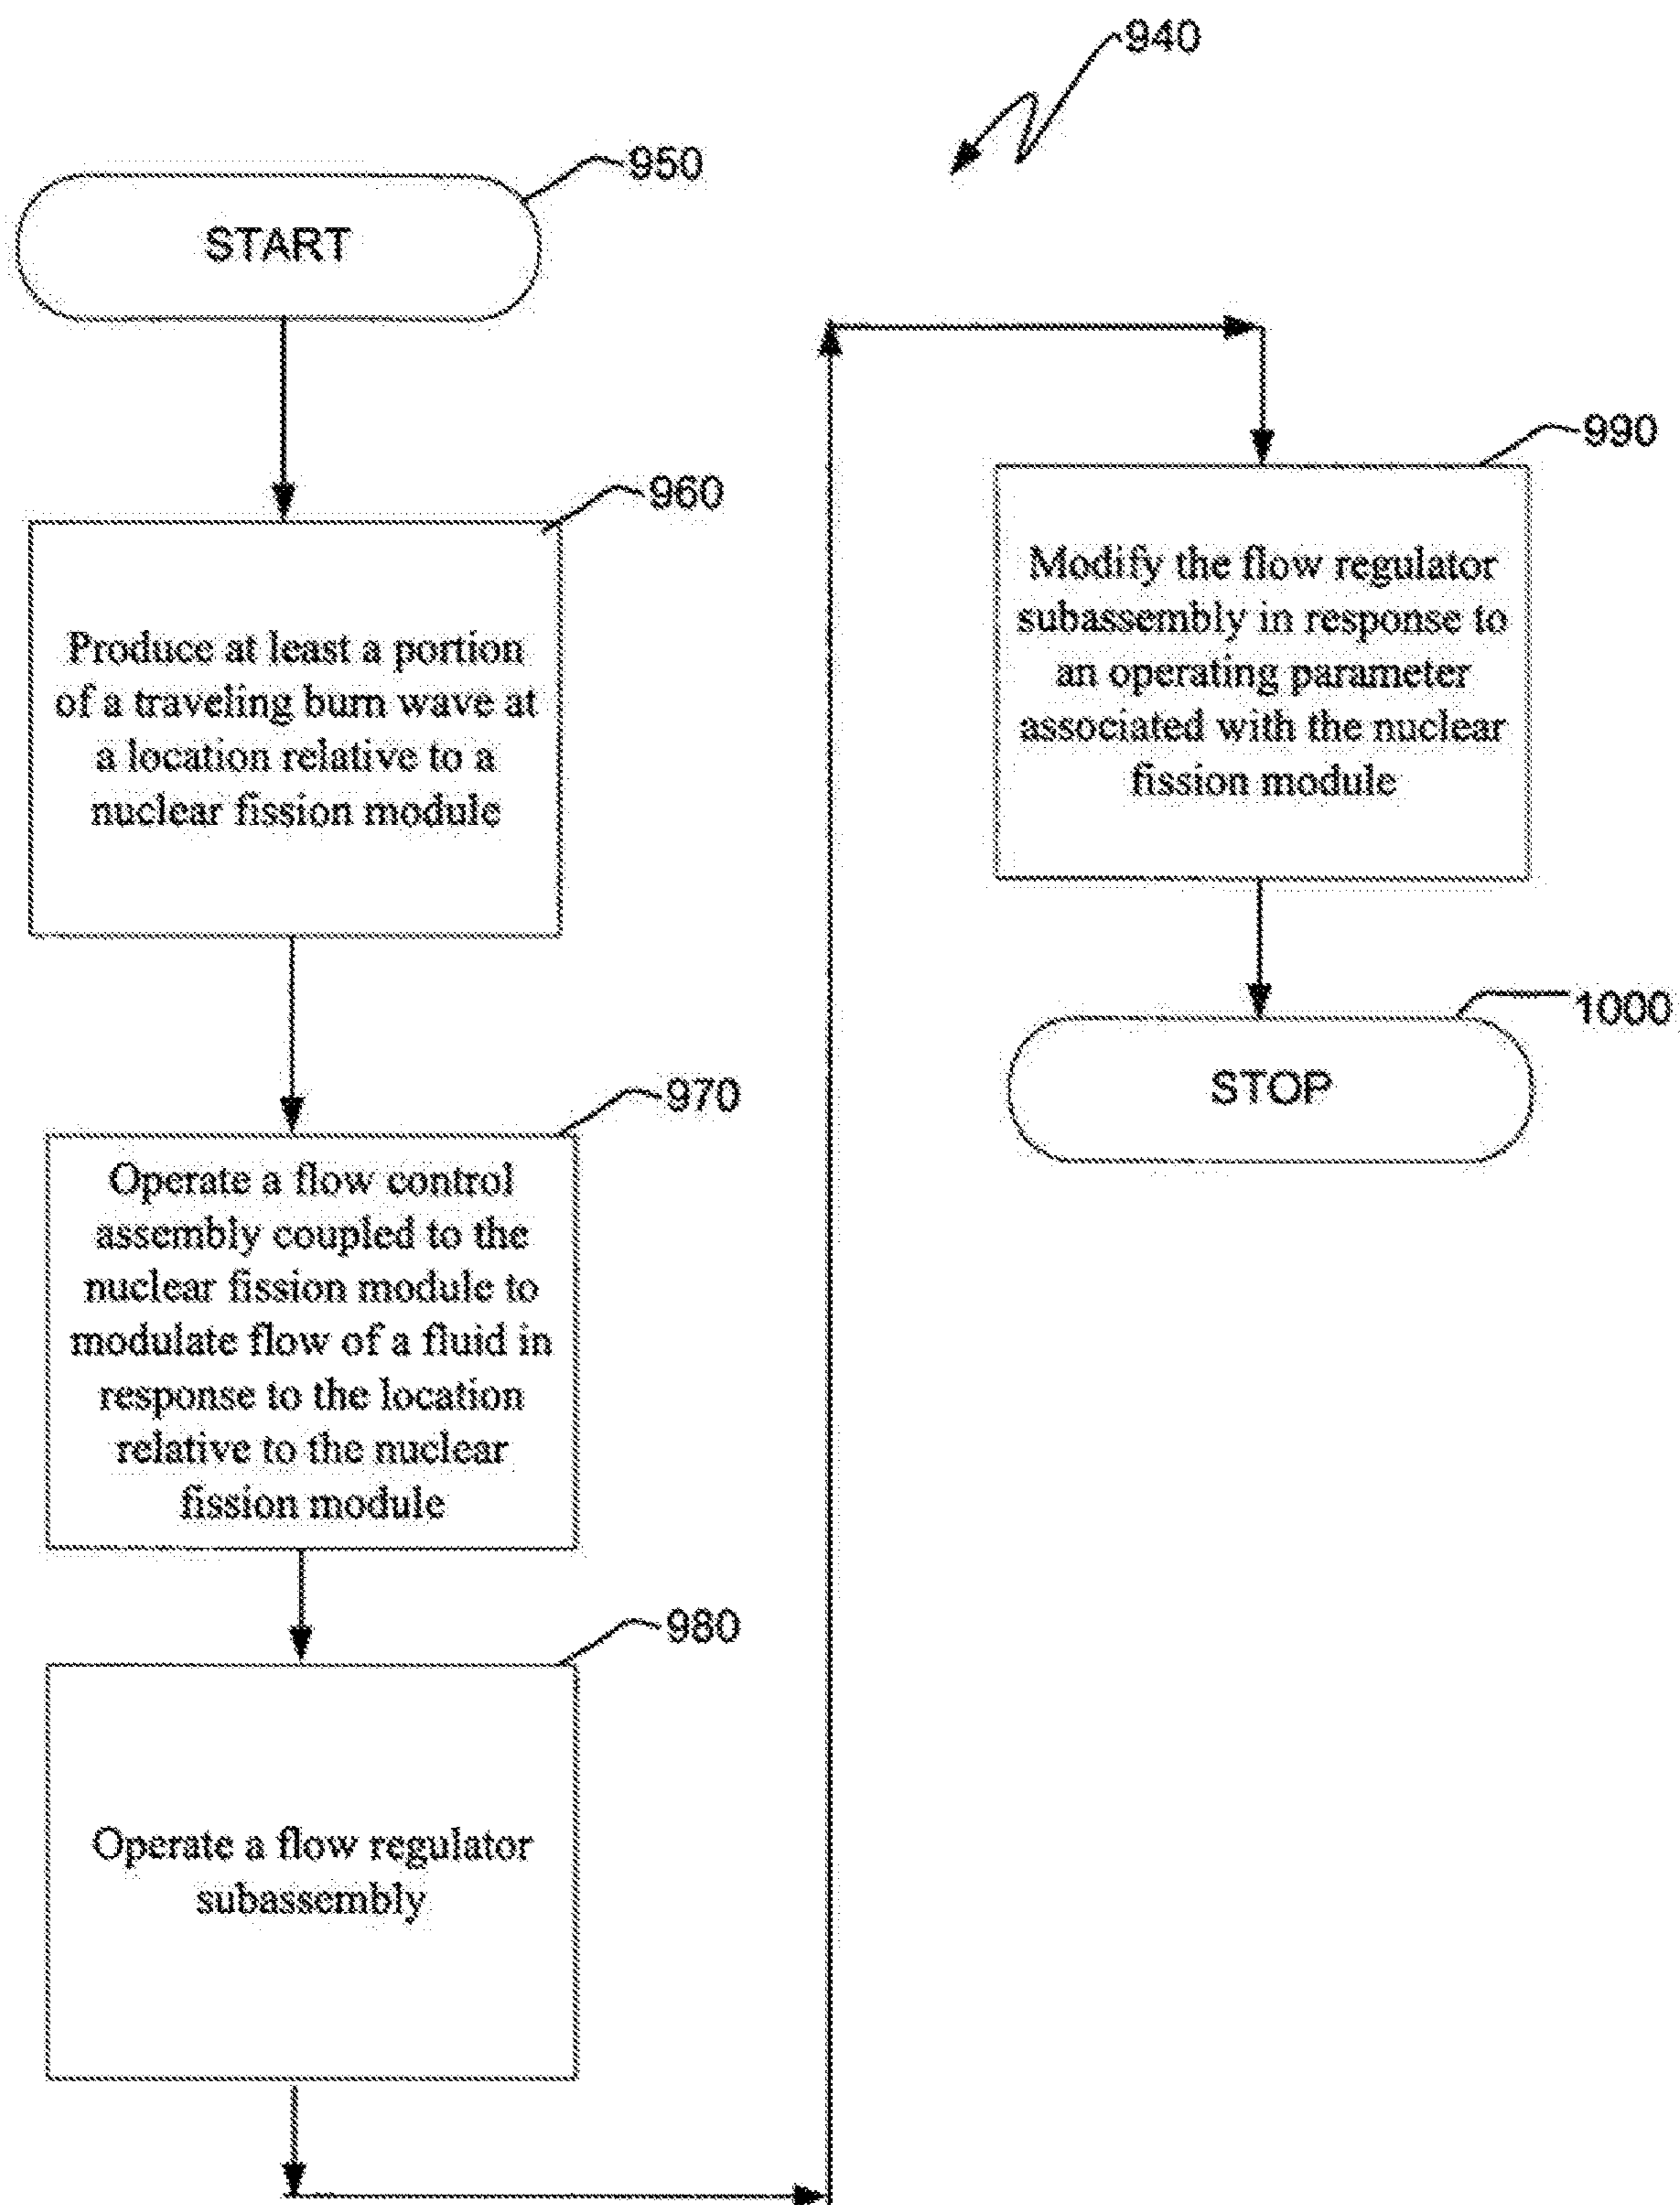 940
950
START
960
Produce at least a portion
of a traveling burn wave at
a location relative to a
nuclear fission module
970
Operate a flow control
assembly coupled to the
nuclear fission module to
modulate flow of a fluid in
response to the location
relative to the nuclear
fission module
980
Operate a flow regulator
subassembly
990
Modify the flow regulator
subassembly in response to
an operating parameter
associated with the nuclear
fission module
1000
STOP